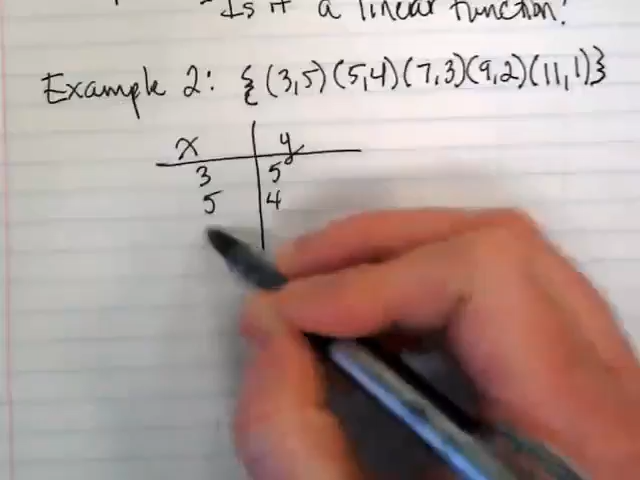 - Is it a linear function?
Example 2: {(3,5)(5,4)(7,3)(9,2)(11,1)}
x y
3 5
5 4